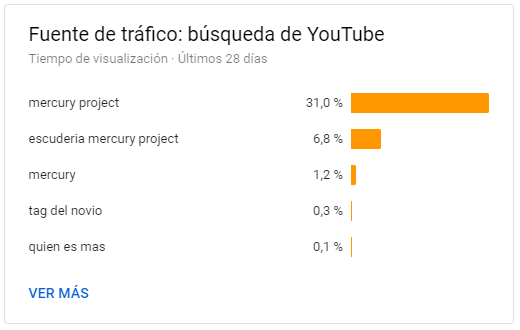 Fuente de tráfico: búsqueda de YouTube
Tiempo de visualización · Últimos 28 días
mercury project 31,0 %
escuderia mercury project 6,8 %
mercury 1,2 %
tag del novio 0,3 %
quien es mas 0,1 %
VER MÁS